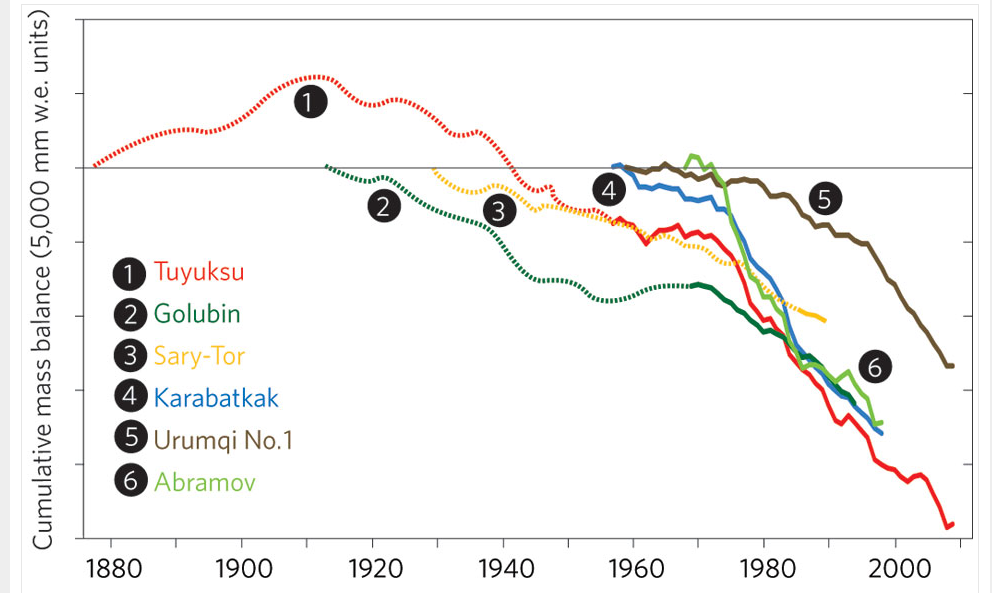 Cumulative mass balance (5,000 mm w.e. units)
1
2
3
4
5
6
1 Tuyuksu
2 Golubin
3 Sary-Tor
4 Karabatkak
5 Urumqi No.1
6 Abramov
1880 1900 1920 1940 1960 1980 2000